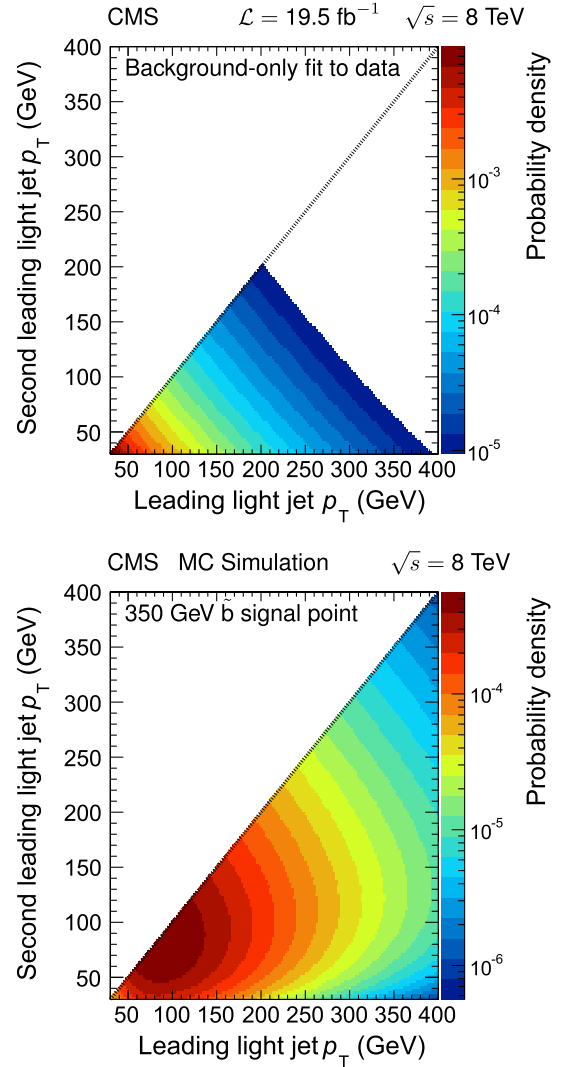 CMS    𝓛 = 19.5 fb⁻¹    √s = 8 TeV
Background-only fit to data
Second leading light jet p_T (GeV)
400
350
300
250
200
150
100
50
50 100 150 200 250 300 350 400
Leading light jet p_T (GeV)
10⁻³
10⁻⁴
10⁻⁵
Probability density
CMS    MC Simulation    √s = 8 TeV
350 GeV b̃ signal point
Second leading light jet p_T (GeV)
400
350
300
250
200
150
100
50
50 100 150 200 250 300 350 400
Leading light jet p_T (GeV)
10⁻⁴
10⁻⁵
10⁻⁶
Probability density